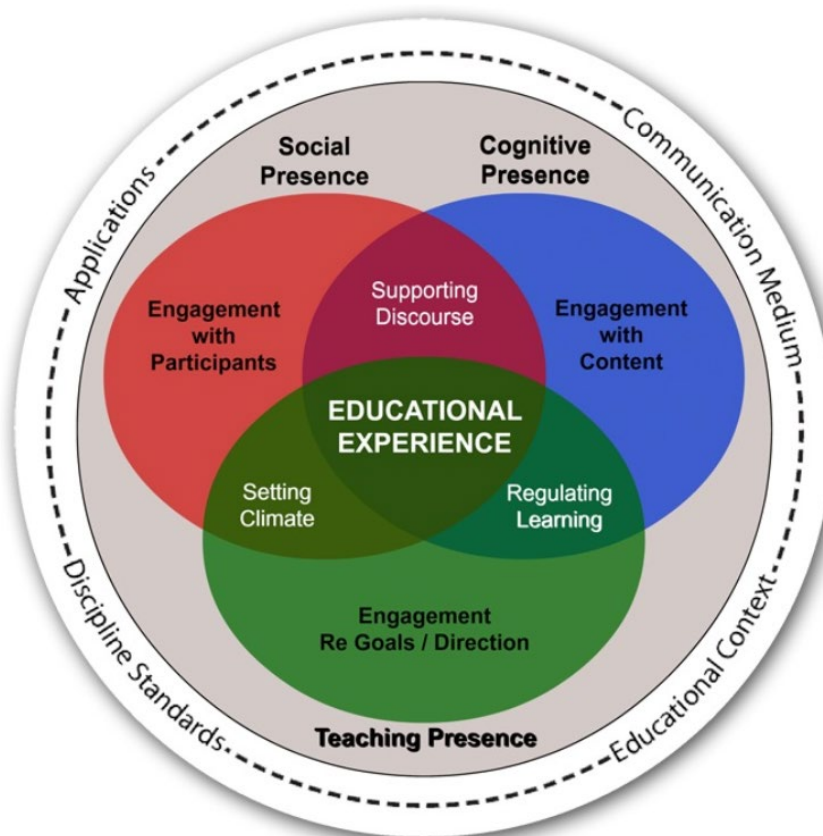 Social
Presence
Cognitive
Presence
Applications
Communication Medium
Engagement
with
Participants
Supporting
Discourse
Engagement
with
Content
EDUCATIONAL
EXPERIENCE
Setting
Climate
Regulating
Learning
Engagement
Re Goals / Direction
Teaching Presence
Discipline Standards
Educational Context